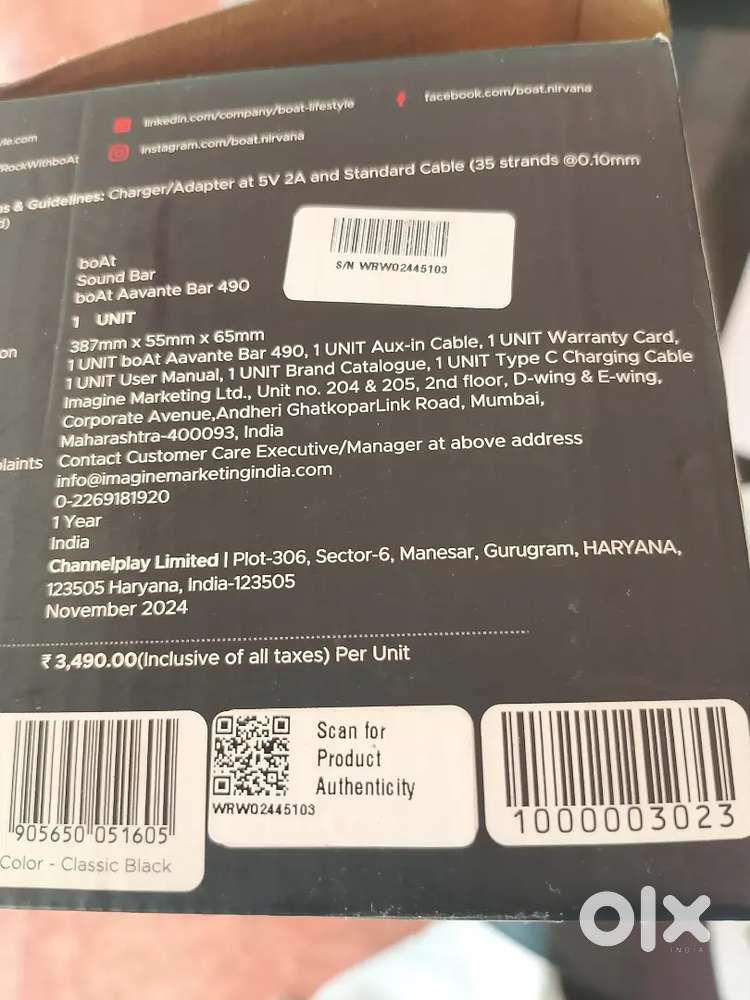 linkedin.com/company/boat-lifestyle
facebook.com/boat.nirvana
instagram.com/boat.nirvana
RockWithboAt
& Guidelines: Charger/Adapter at 5V 2A and Standard Cable (35 strands @0.10mm
S/N WRW02445103
boAt
Sound Bar
boAt Aavante Bar 490
1 UNIT
387mm x 55mm x 65mm
1 UNIT boAt Aavante Bar 490, 1 UNIT Aux-in Cable, 1 UNIT Warranty Card,
1 UNIT User Manual, 1 UNIT Brand Catalogue, 1 UNIT Type C Charging Cable
Imagine Marketing Ltd., Unit no. 204 & 205, 2nd floor, D-wing & E-wing,
Corporate Avenue,Andheri GhatkoparLink Road, Mumbai,
Maharashtra-400093, India
Contact Customer Care Executive/Manager at above address
info@imaginemarketingindia.com
0-2269181920
1 Year
India
Channelplay Limited | Plot-306, Sector-6, Manesar, Gurugram, HARYANA,
123505 Haryana, India-123505
November 2024
₹ 3,490.00(Inclusive of all taxes) Per Unit
905650 051605
Color - Classic Black
Scan for
Product
Authenticity
WRW02445103
1000003023
olx
INDIA